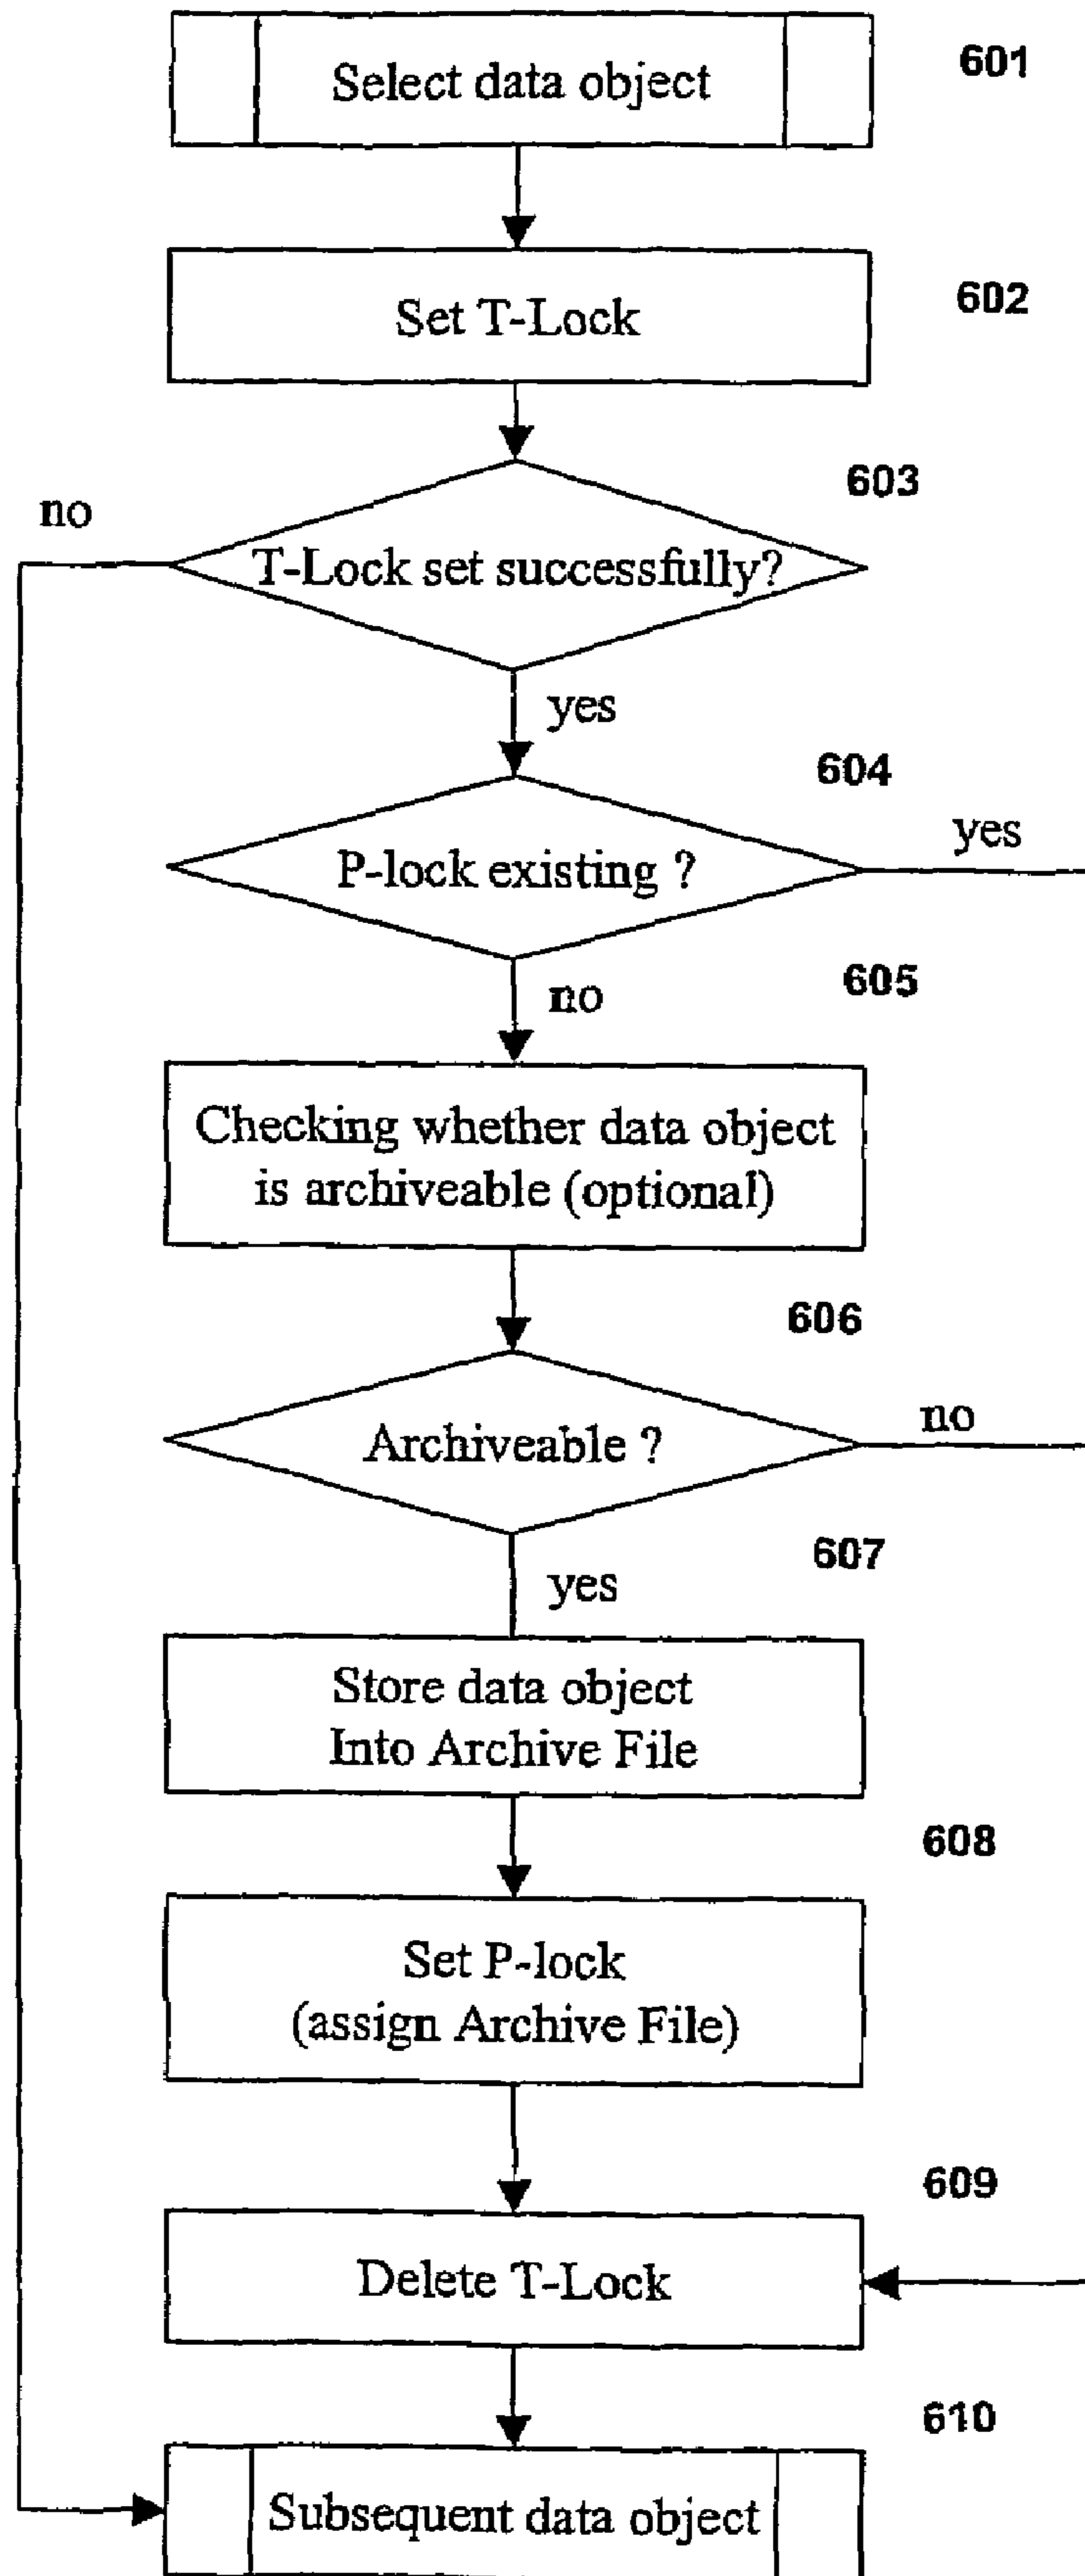 Select data object
601
Set T-Lock
602
603
no
T-Lock set successfully?
yes
604
yes
P-lock existing ?
no
605
Checking whether data object
is archiveable (optional)
606
no
Archiveable ?
607
yes
Store data object
Into Archive File
608
Set P-lock
(assign Archive File)
609
Delete T-Lock
610
Subsequent data object